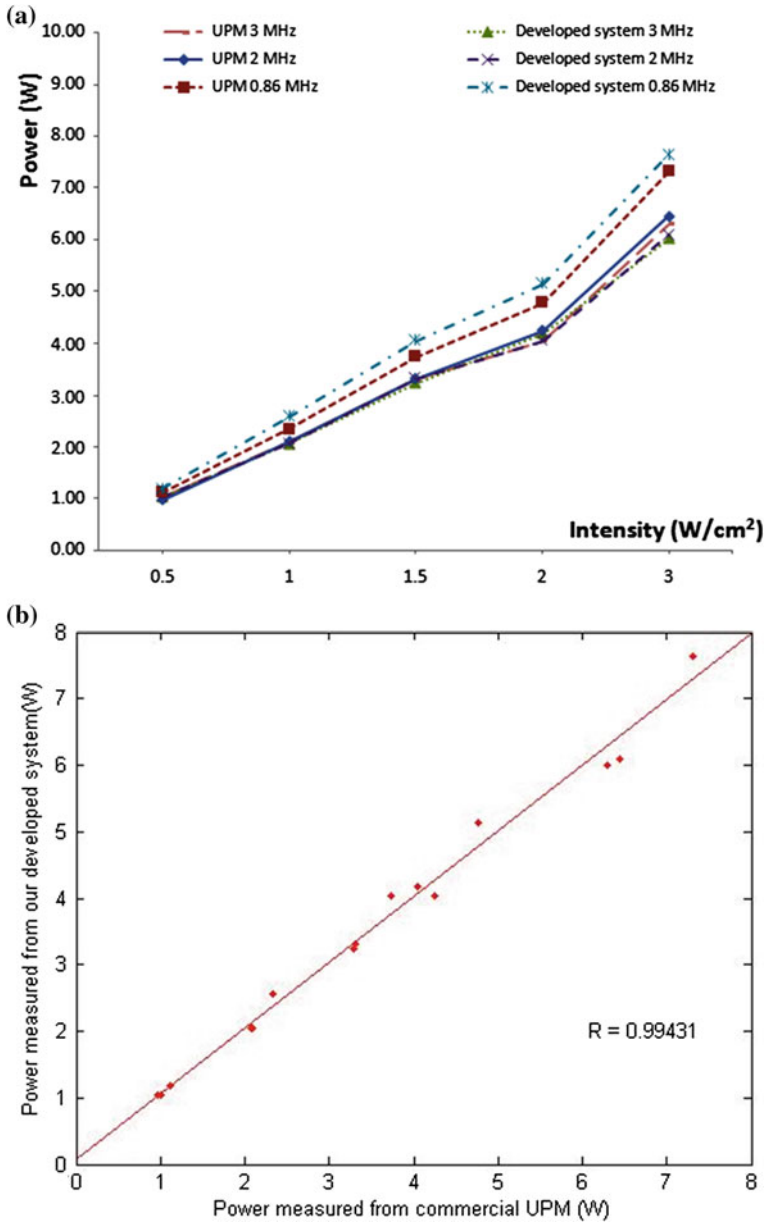 (a)
UPM 3 MHz
Developed system 3 MHz
UPM 2 MHz
Developed system 2 MHz
UPM 0.86 MHz
Developed system 0.86 MHz
Power (W)
10.00
9.00
8.00
7.00
6.00
5.00
4.00
3.00
2.00
1.00
0.00
Intensity (W/cm²)
0.5 1 1.5 2 3
(b)
Power measured from our developed system(W)
8
7
6
5
4
3
2
1
0
R = 0.99431
0 1 2 3 4 5 6 7 8
Power measured from commercial UPM (W)